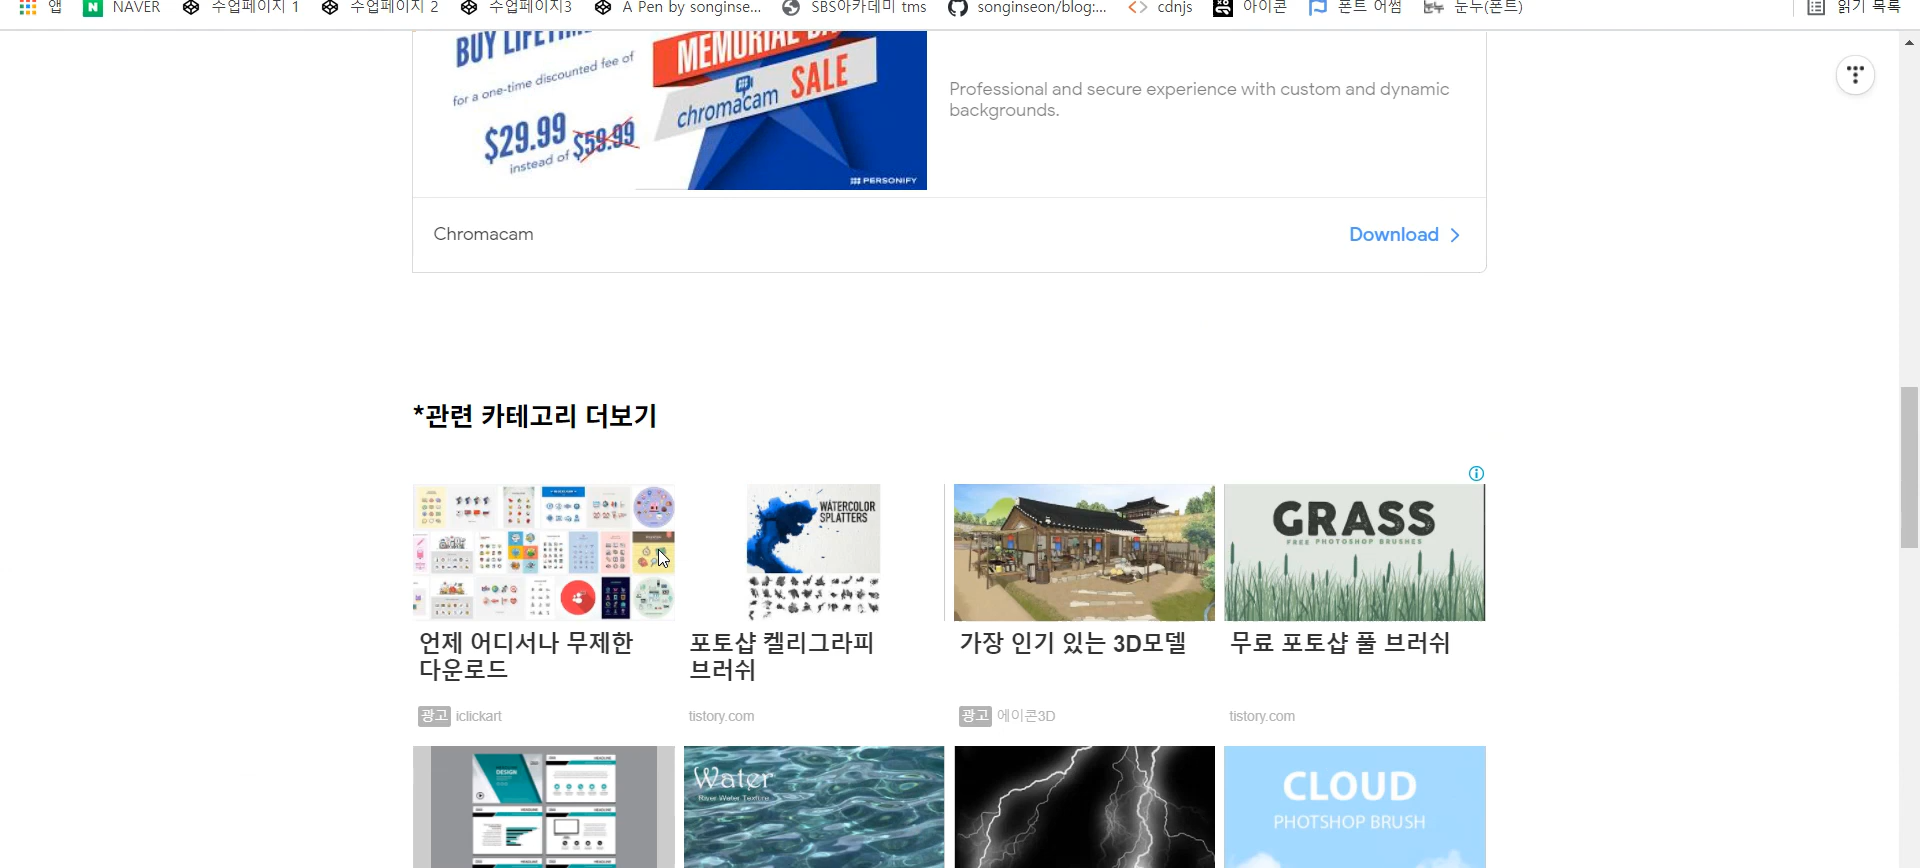 앱 NAVER 수업페이지 1 수업페이지 2 수업페이지3 A Pen by songinse... SBS아카데미 tms songinseon/blog:... cdnjs 아이콘 폰트 어썸 눈누(폰트) 읽기 목록
BUY LIFETIME
for a one-time discounted fee of
$29.99 $59.99
instead of
MEMORIAL DAY
SALE
chromacam
PERSONIFY
Professional and secure experience with custom and dynamic
backgrounds.
Chromacam
Download
*관련 카테고리 더보기
WATERCOLOR
SPLATTERS
GRASS
FREE PHOTOSHOP BRUSHES
언제 어디서나 무제한
다운로드
포토샵 켈리그라피
브러쉬
가장 인기 있는 3D모델
무료 포토샵 풀 브러쉬
광고 iclickart
tistory.com
광고 에이콘3D
tistory.com
DESIGN
Water
River Water Texture
CLOUD
PHOTSHOP BRUSH